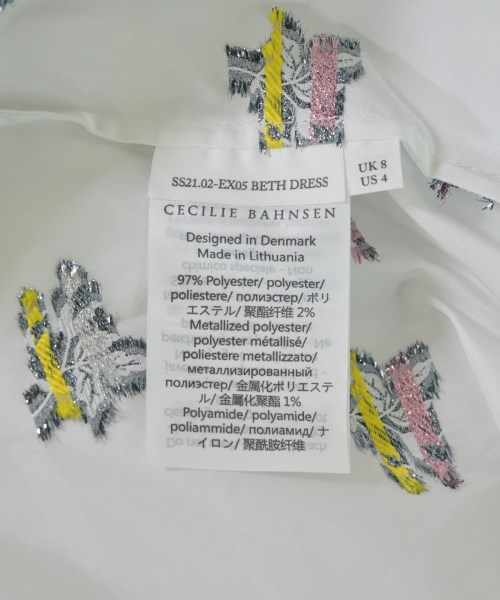 UK 8
US 4
SS21.02-EX05 BETH DRESS
CECILIE BAHNSEN
Designed in Denmark
Made in Lithuania
97% Polyester/ polyester/
poliestere/ полиэстер/ ポリ
エステル/ 聚酯纤维 2%
Metallized polyester/
polyester métallisé/
poliestere metallizzato/
металлизированный
полиэстер/ 金属化ポリエステ
ル/ 金属化聚酯 1%
Polyamide/ polyamide/
poliammide/ полиамид/ ナ
イロン/ 聚酰胺纤维